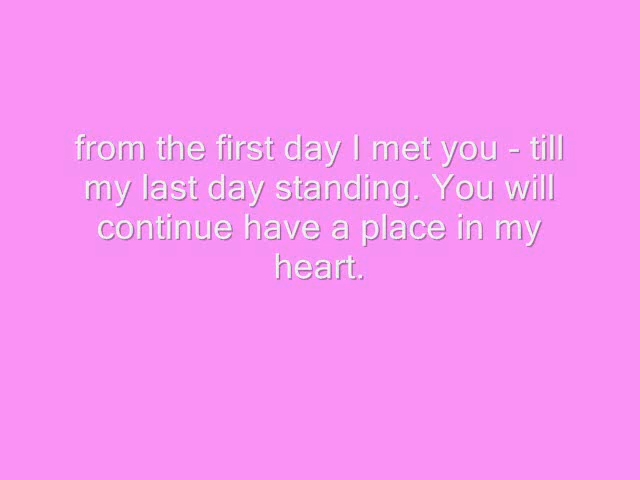 from the first day I met you - till
my last day standing. You will
continue have a place in my
heart.